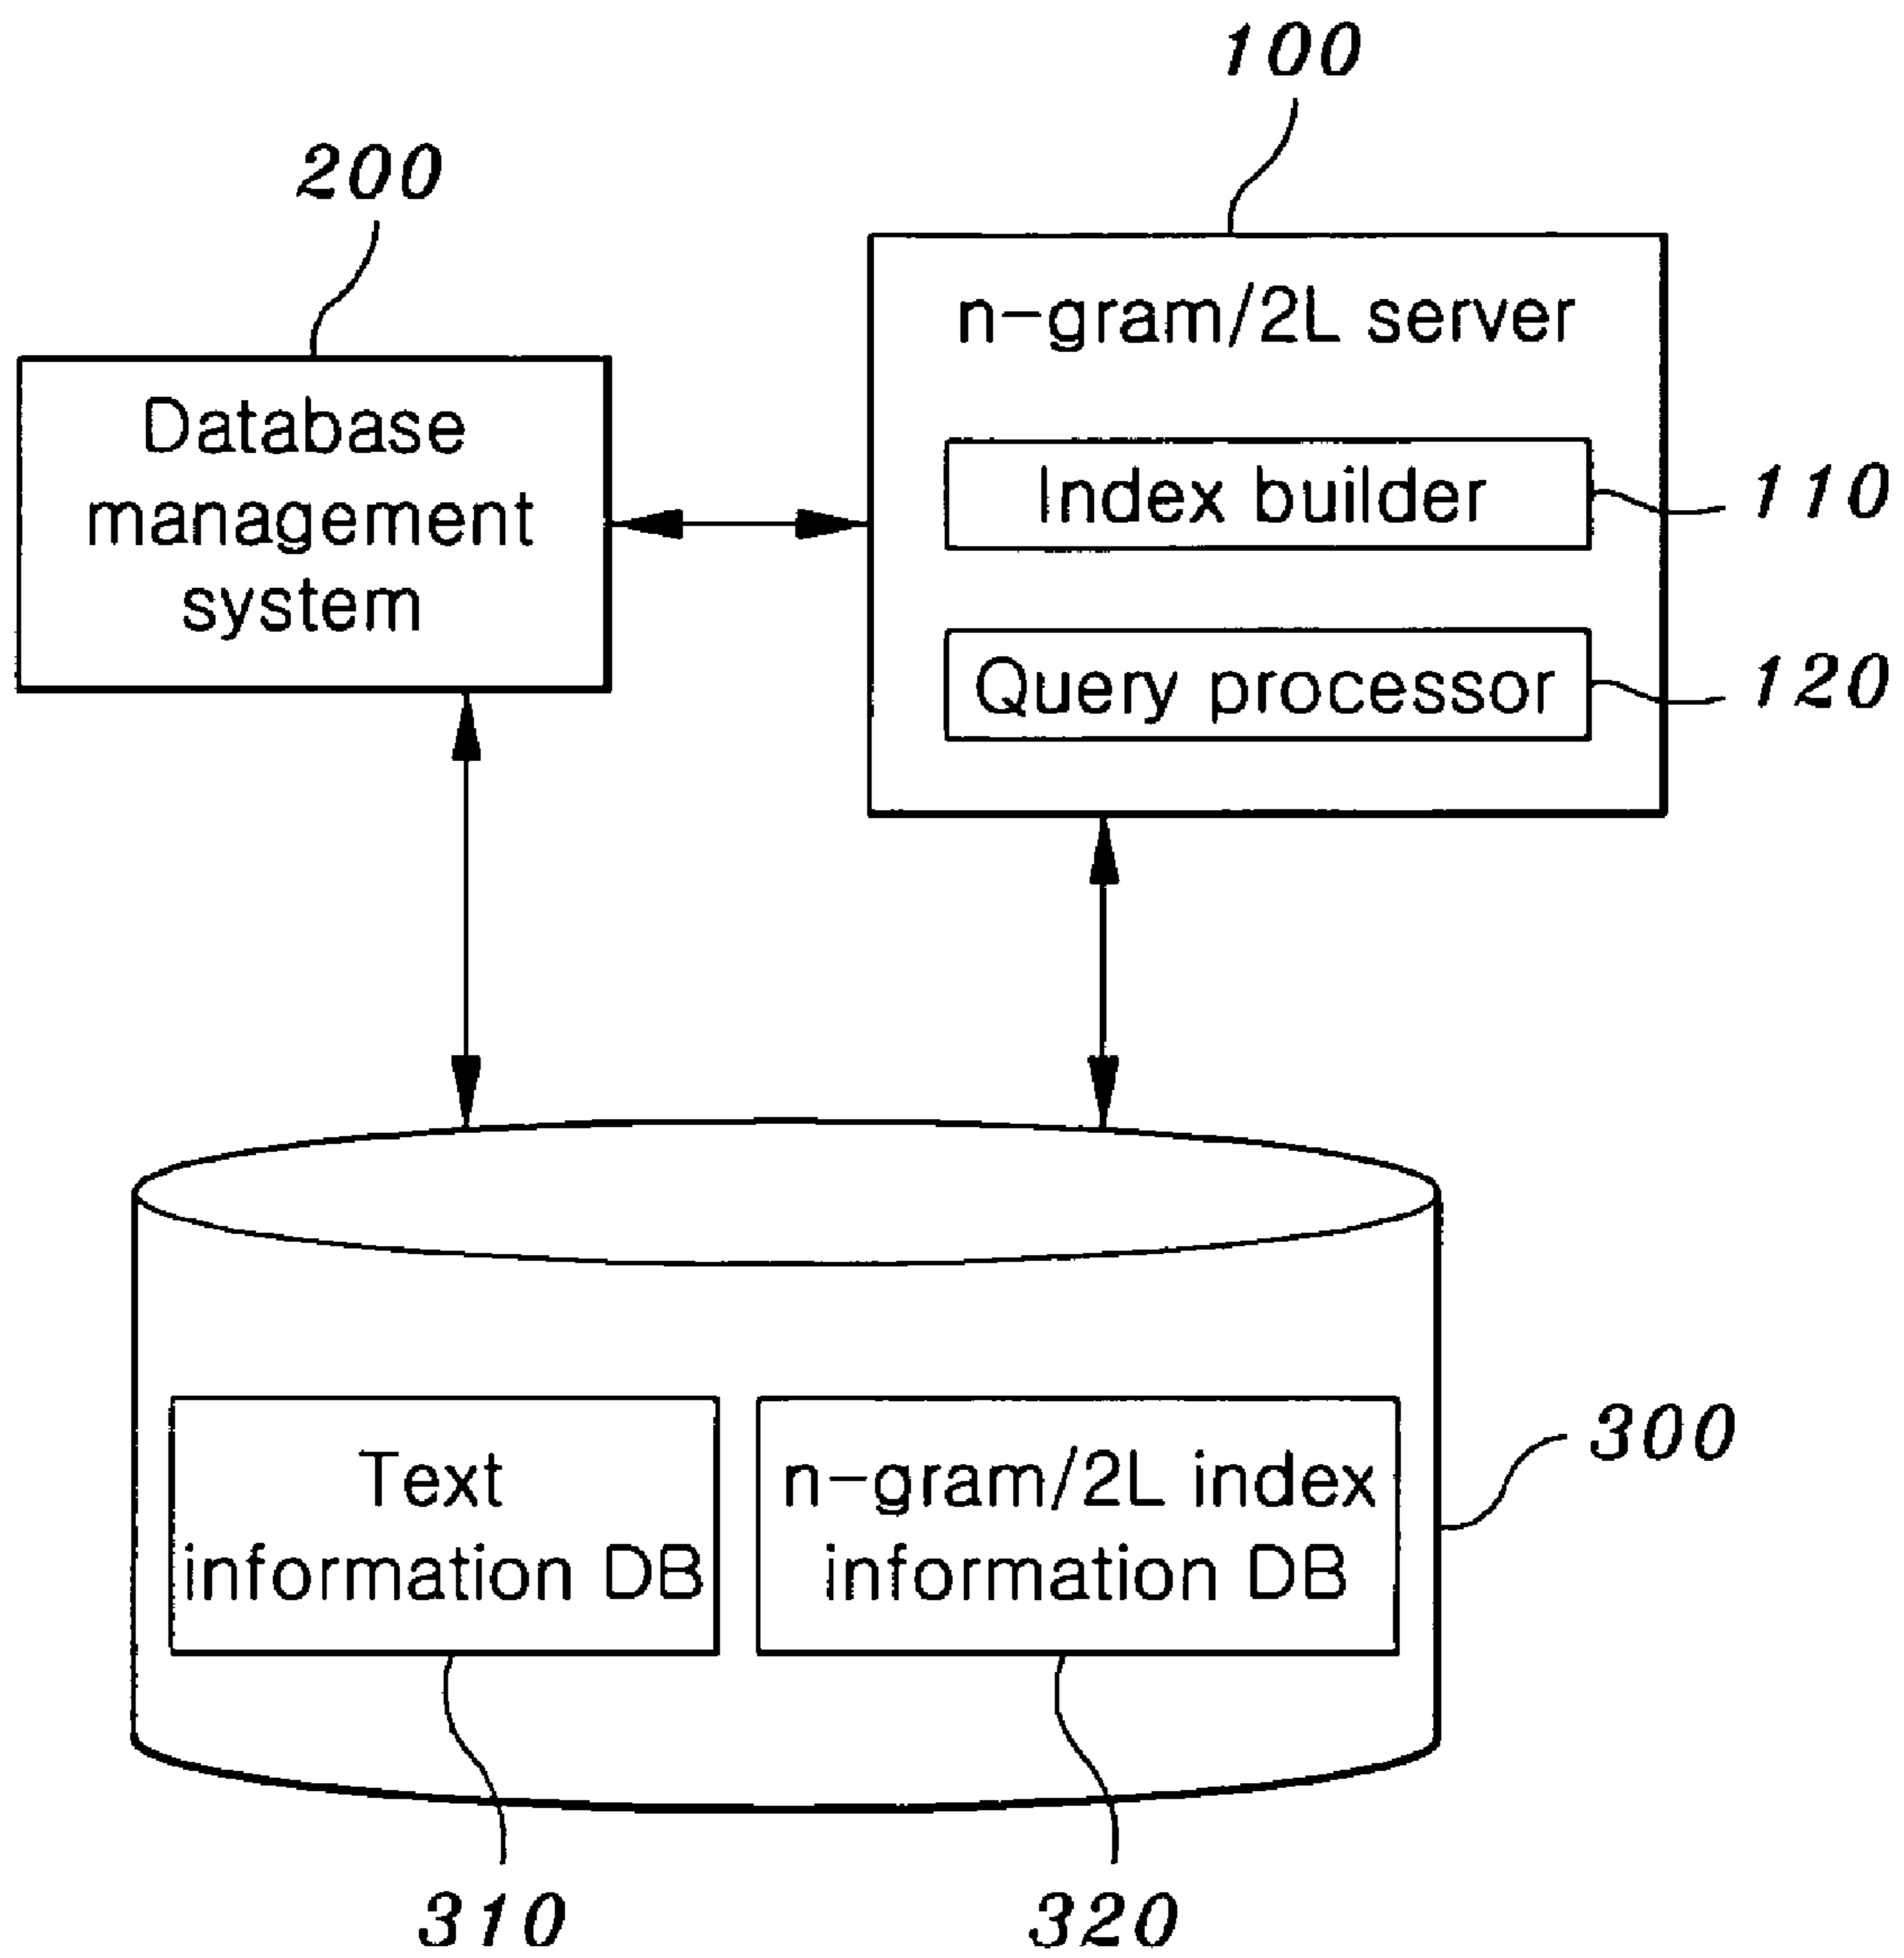 100
200
n-gram/2L server
Database
management
system
Index builder
110
Query processor
120
Text
information DB
n-gram/2L index
information DB
300
310
320